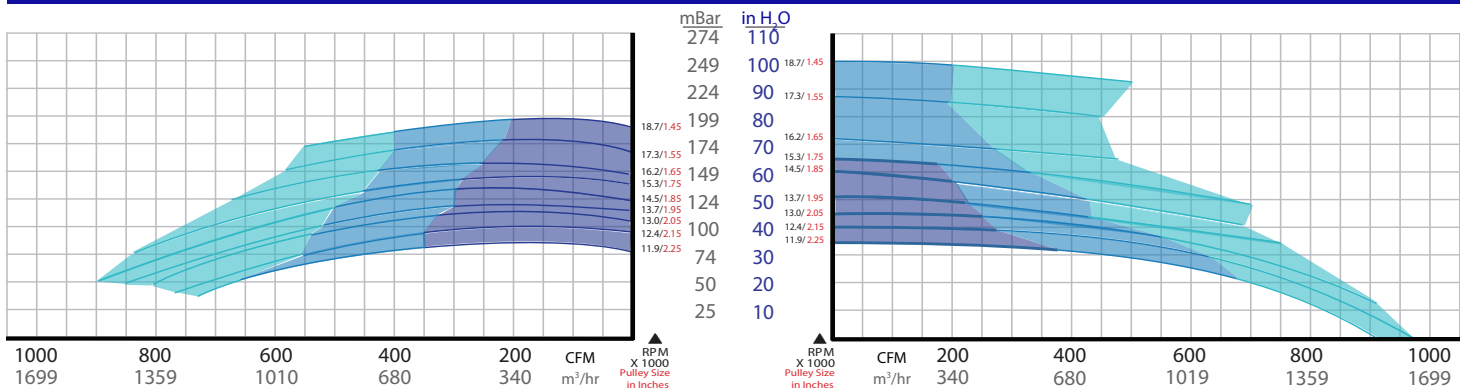 mBar in H2O
274 110
249 100
224 90
199 80
174 70
149 60
124 50
100 40
74 30
50 20
25 10
18.7/1.45
17.3/1.55
16.2/1.65
15.3/1.75
14.5/1.85
13.7/1.95
13.0/2.05
12.4/2.15
11.9/2.25
18.7/ 1.45
17.3/ 1.55
16.2/ 1.65
15.3/ 1.75
14.5/ 1.85
13.7/ 1.95
13.0/ 2.05
12.4/ 2.15
11.9/ 2.25
1000 800 600 400 200 CFM
1699 1359 1010 680 340 m³/hr
▲
RPM
X 1000
Pulley Size
in Inches
▲
RPM
X 1000
Pulley Size
in Inches
CFM 200 400 600 800 1000
m³/hr 340 680 1019 1359 1699